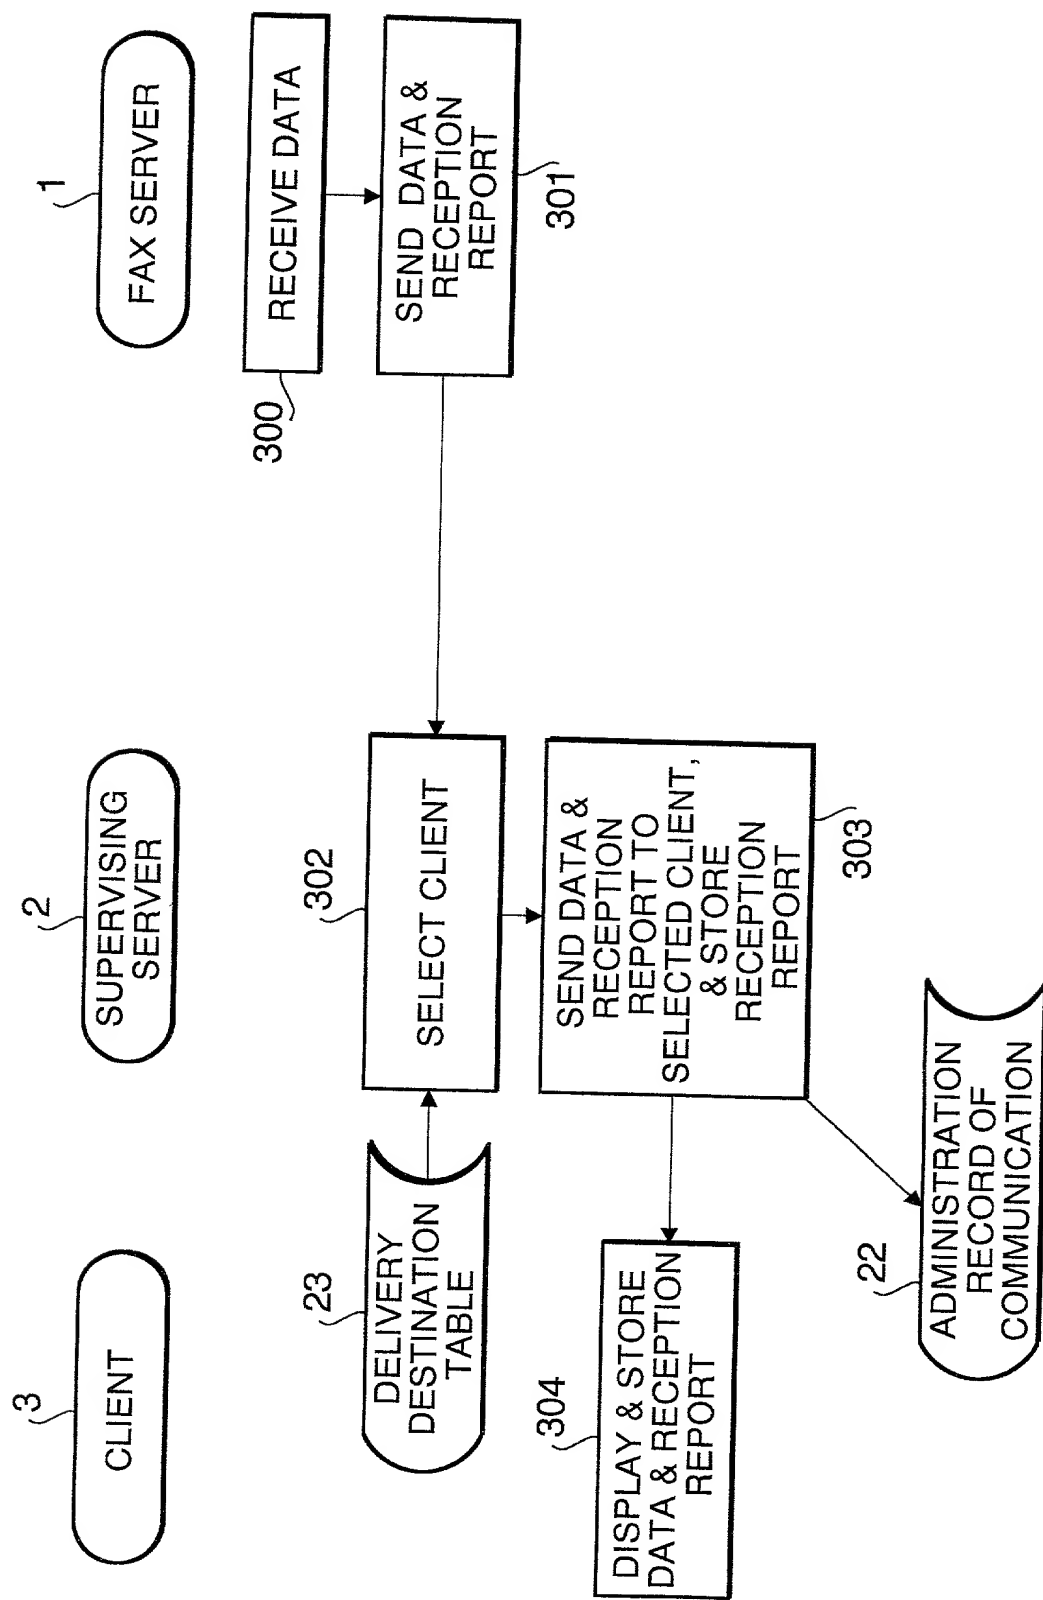 3
CLIENT
2
SUPERVISING
SERVER
1
FAX SERVER
300
RECEIVE DATA
SEND DATA &
RECEPTION
REPORT
301
23
DELIVERY
DESTINATION
TABLE
302
SELECT CLIENT
304
DISPLAY & STORE
DATA & RECEPTION
REPORT
SEND DATA &
RECEPTION
REPORT TO
SELECTED CLIENT,
& STORE
RECEPTION
REPORT
303
22
ADMINISTRATION
RECORD OF
COMMUNICATION